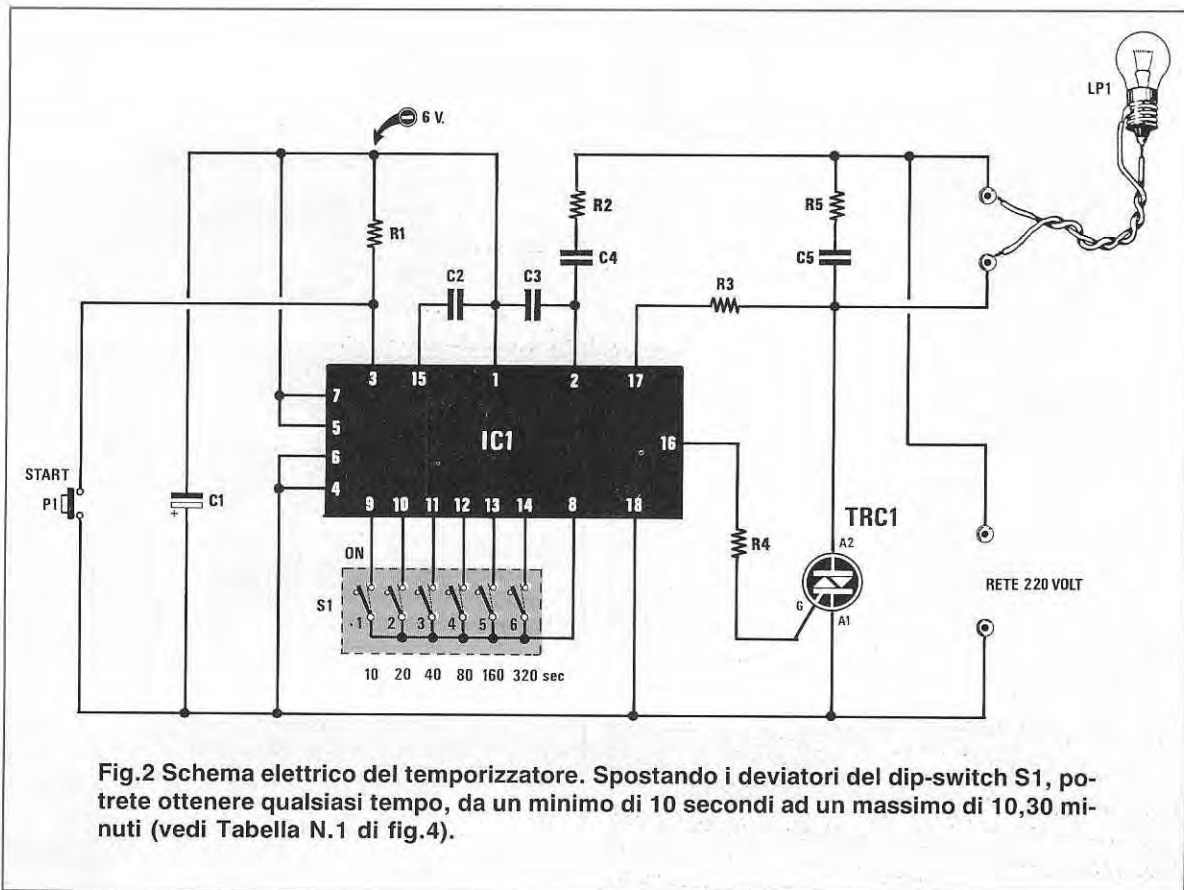 LP1
⊖ 6 V.
R1
R2
R5
C2
C3
C4
C5
R3
3 15 1 2 17
7
5
6
4
IC1
16
START
P1
C1
+
9 10 11 12 13 14 8 18
TRC1
A2
R4
G
A1
RETE 220 VOLT
ON
S1
1 2 3 4 5 6
10 20 40 80 160 320 sec
Fig.2 Schema elettrico del temporizzatore. Spostando i deviatori del dip-switch S1, po-
trete ottenere qualsiasi tempo, da un minimo di 10 secondi ad un massimo di 10,30 mi-
nuti (vedi Tabella N.1 di fig.4).